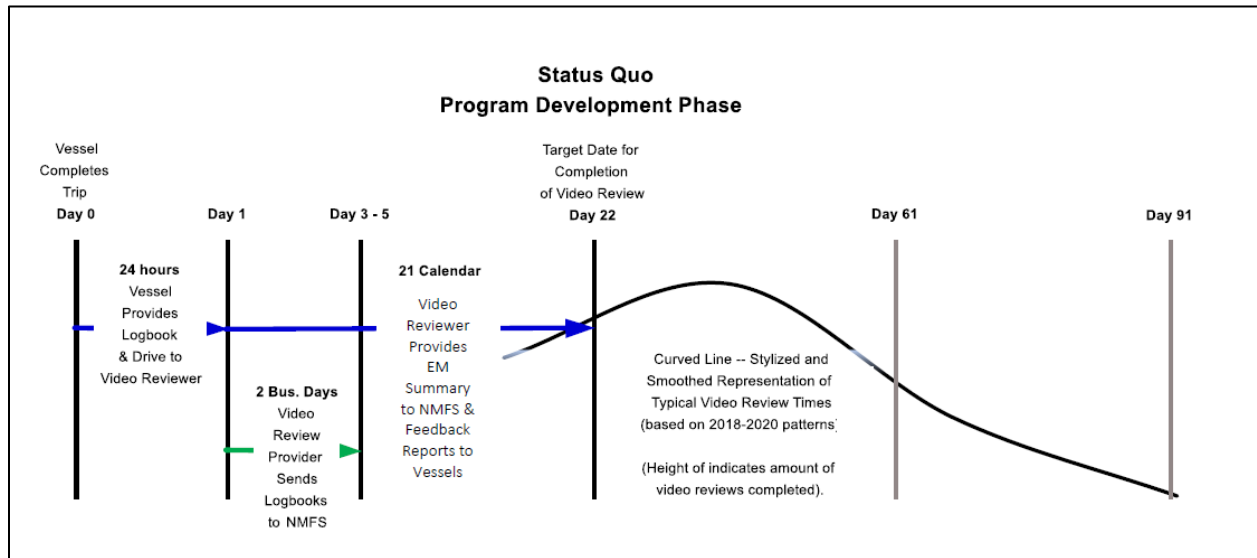 Status Quo
Program Development Phase
Vessel
Completes
Trip
Day 0
Day 1
Day 3 - 5
Target Date for
Completion
of Video Review
Day 22
Day 61
Day 91
24 hours
Vessel
Provides
Logbook
& Drive to
Video Reviewer
2 Bus. Days
Video
Review
Provider
Sends
Logbooks
to NMFS
21 Calendar
Video
Reviewer
Provides
EM
Summary
to NMFS &
Feedback
Reports to
Vessels
Curved Line -- Stylized and
Smoothed Representation of
Typical Video Review Times
(based on 2018-2020 patterns)
(Height of indicates amount of
video reviews completed).